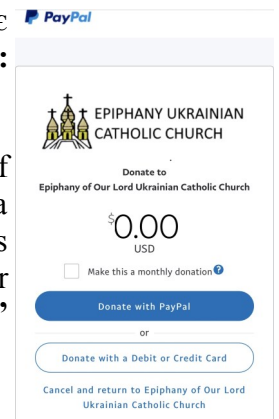 PayPal
:
f
a
s
r
EPIPHANY UKRAINIAN
CATHOLIC CHURCH
Donate to
Epiphany of Our Lord Ukrainian Catholic Church
$0.00
USD
Make this a monthly donation ?
Donate with PayPal
or
Donate with a Debit or Credit Card
Cancel and return to Epiphany of Our Lord
Ukrainian Catholic Church